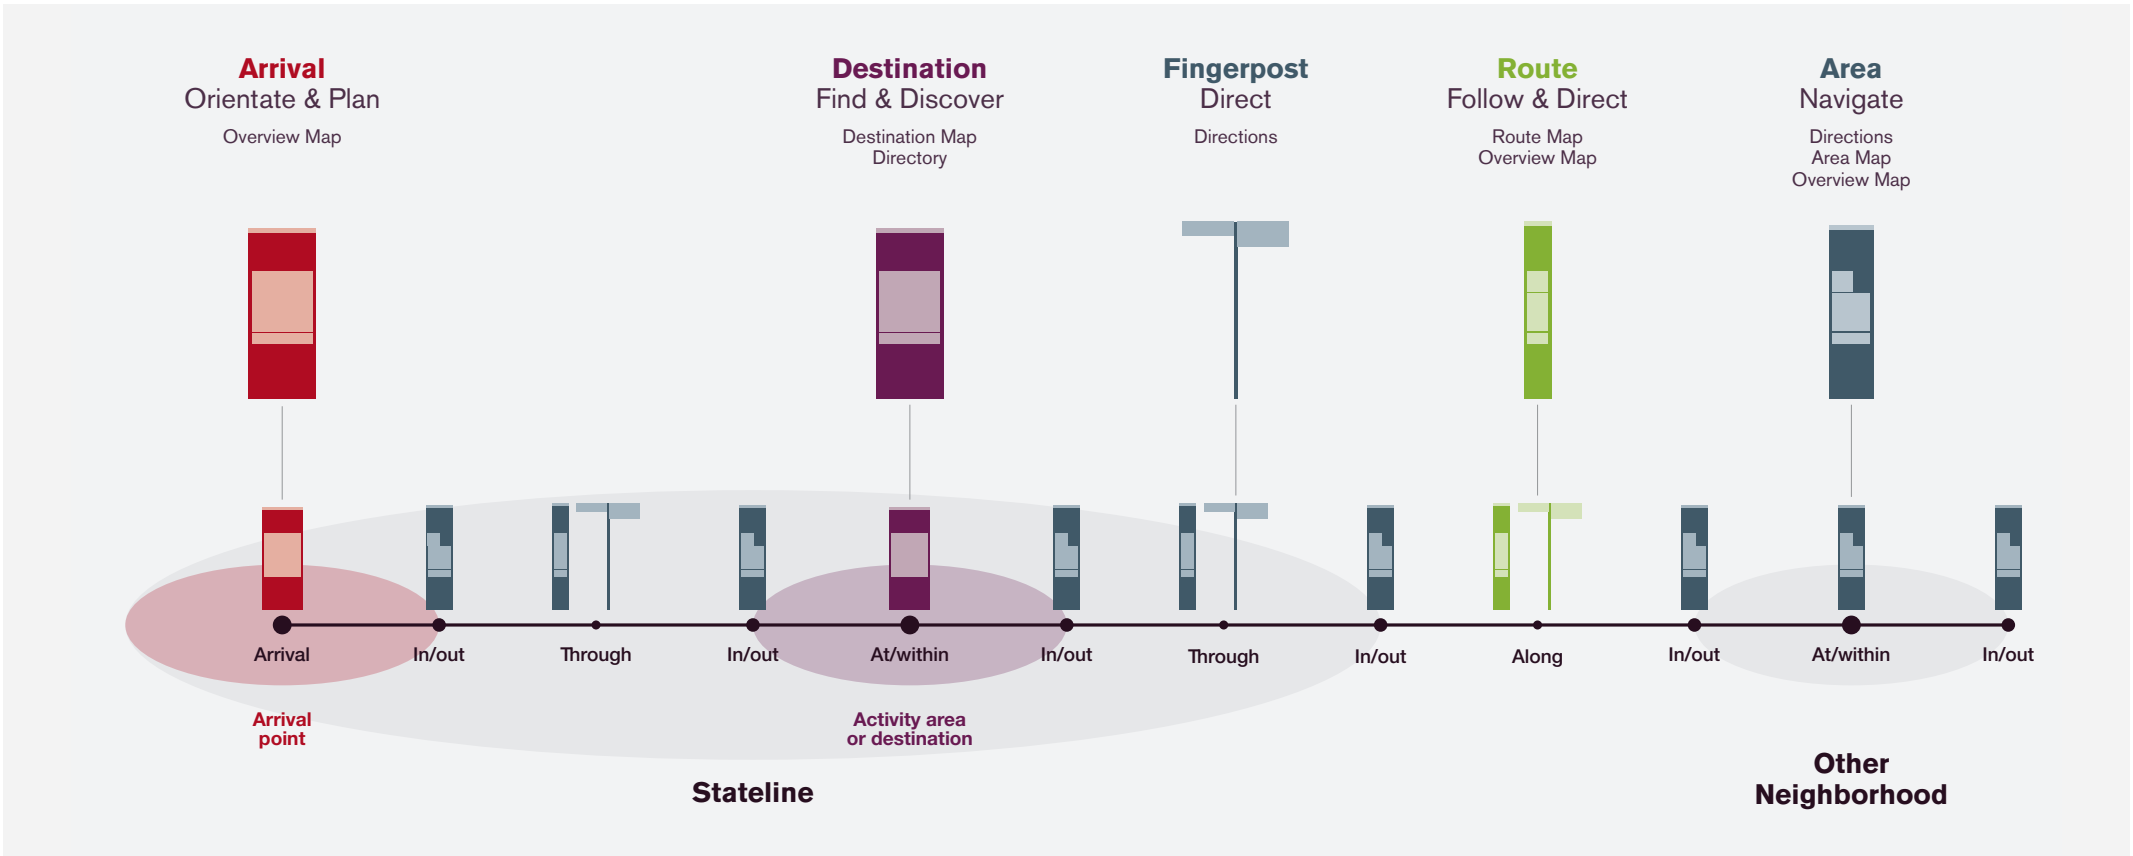 Arrival
Orientate & Plan
Overview Map
Destination
Find & Discover
Destination Map
Directory
Fingerpost
Direct
Directions
Route
Follow & Direct
Route Map
Overview Map
Area
Navigate
Directions
Area Map
Overview Map
Arrival
In/out
Through
In/out
At/within
In/out
Through
In/out
Along
In/out
At/within
In/out
Arrival
point
Activity area
or destination
Stateline
Other
Neighborhood